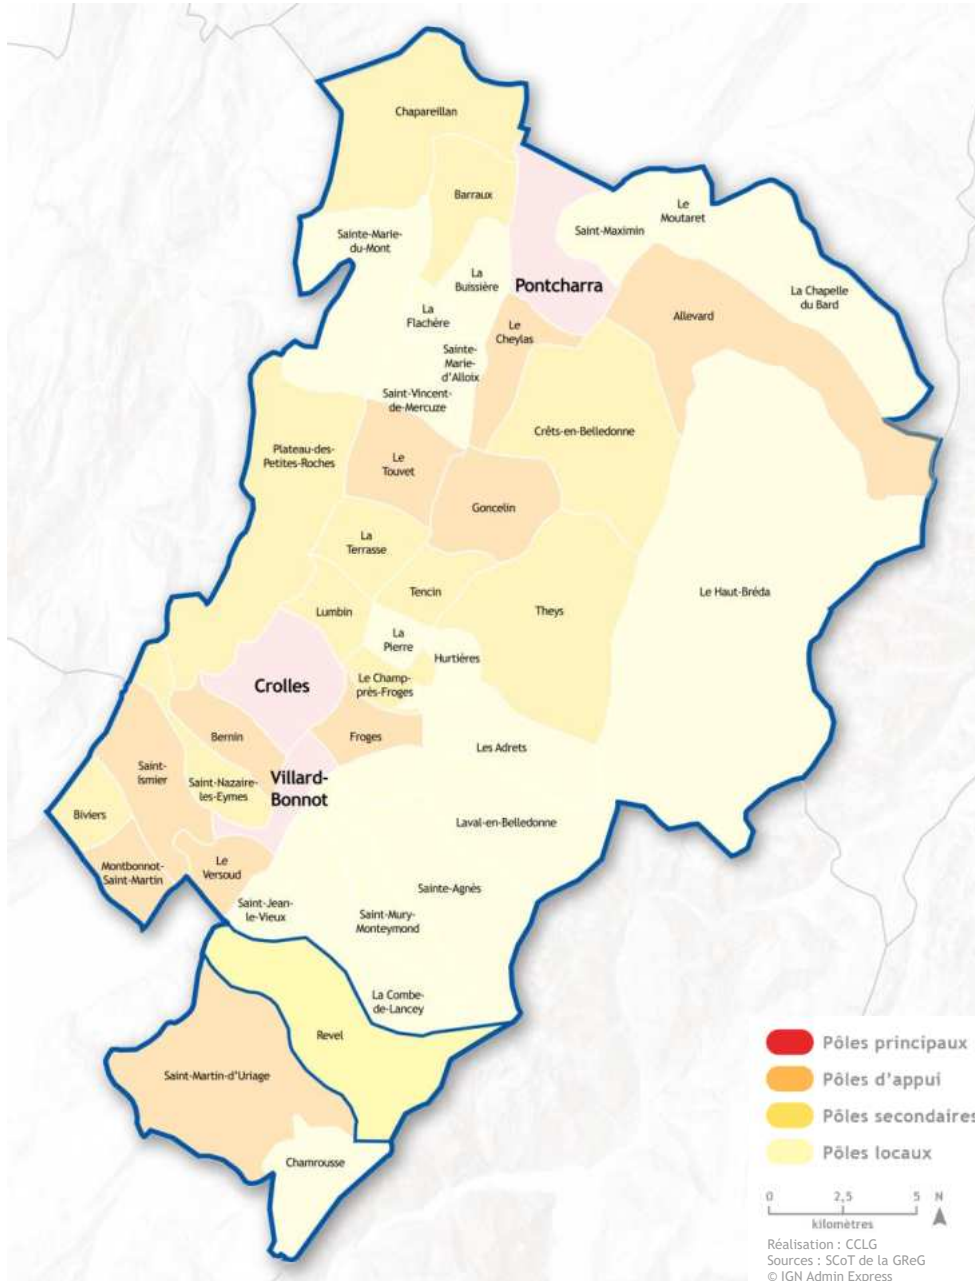 Chapareillan
Barraux
Le
Moutaret
Saint-Maximin
Sainte-Marie-
du-Mont
La
Buissière
Pontcharra
La Chapelle
du Bard
La
Flachère
Allevard
Le
Cheylas
Sainte-
Marie-
d'Alloix
Saint-Vincent-
de-Mercuze
Crêts-en-Belledonne
Plateau-des-
Petites-Roches
Le
Touvet
Goncelin
La
Terrasse
Tencin
Le Haut-Bréda
Lumbin
Theys
La
Pierre
Hurtières
Crolles
Le Champ-
près-Froges
Bernin
Froges
Les Adrets
Saint-
Ismier
Saint-Nazaire-
les-Eymes
Villard-
Bonnot
Biviers
Laval-en-Belledonne
Montbonnot-
Saint-Martin
Le
Versoud
Sainte-Agnès
Saint-Jean-
le-Vieux
Saint-Mury-
Monteymond
La Combe-
de-Lancey
Revel
Saint-Martin-d'Uriage
Chamrousse
Pôles principaux
Pôles d'appui
Pôles secondaires
Pôles locaux
0 2,5 5 N
kilomètres
Réalisation : CCLG
Sources : SCoT de la GReG
© IGN Admin Express